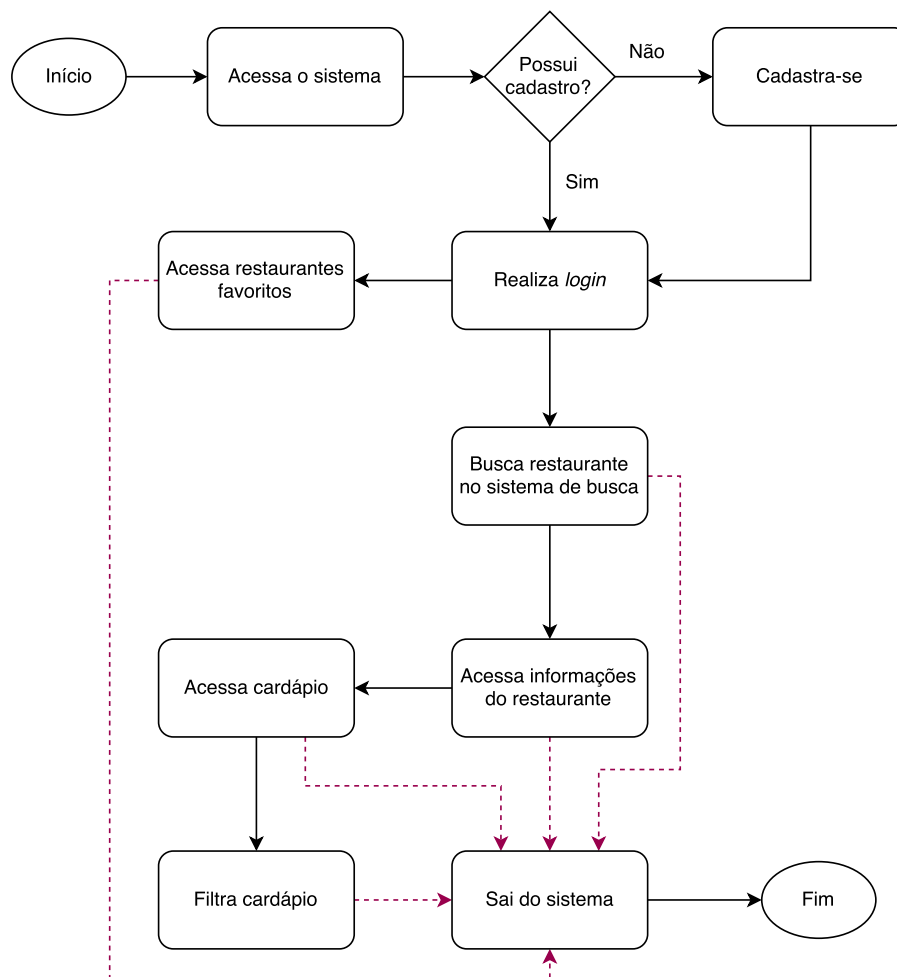 Início
Acessa o sistema
Possui
cadastro?
Não
Cadastra-se
Sim
Acessa restaurantes
favoritos
Realiza login
Busca restaurante
no sistema de busca
Acessa cardápio
Acessa informações
do restaurante
Filtra cardápio
Sai do sistema
Fim